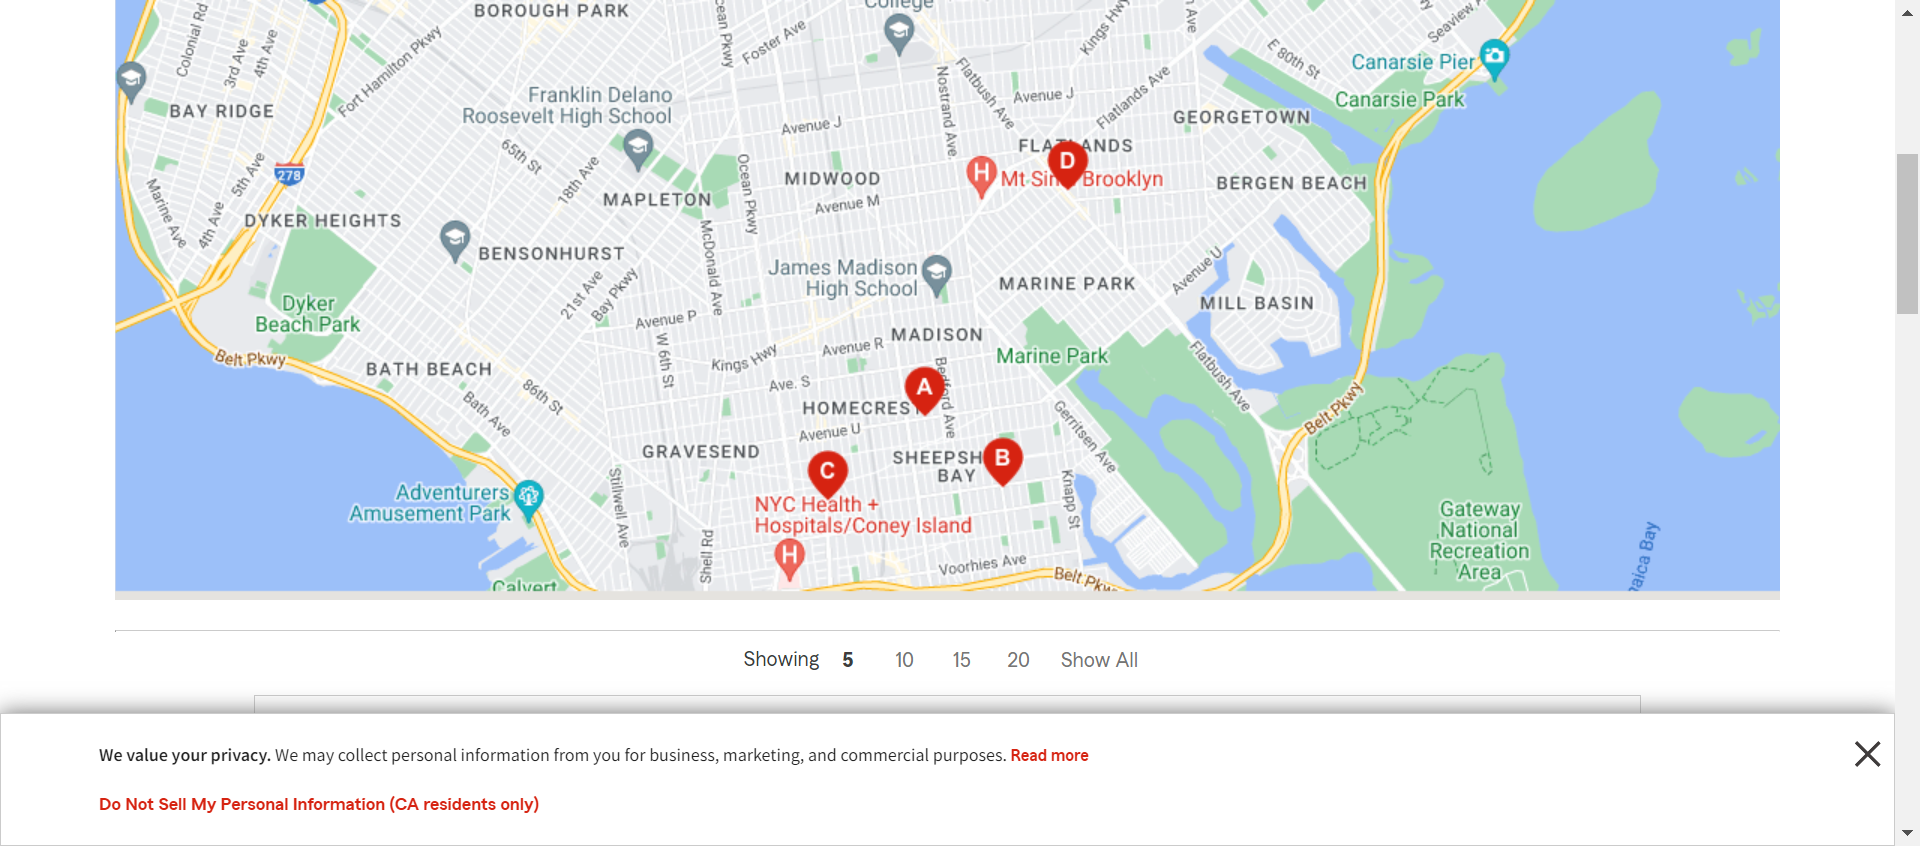 College
BOROUGH PARK
Colonial Rd
3rd Ave
4th Ave
Fort Hamilton Pkwy
Ocean Pkwy
Foster Ave
Kings Hwy
Seaview
E 80th St
Canarsie Pier
Canarsie Park
Flatbush Ave
Nostrand Ave.
Avenue J
Flatlands Ave
Franklin Delano
Roosevelt High School
BAY RIDGE
GEORGETOWN
Avenue J
65th St
FLATLANDS
D
278
5th Ave
18th Ave
Ocean Pkwy
H
Mt Sinai Brooklyn
MIDWOOD
BERGEN BEACH
Marine Ave
4th Ave
DYKER HEIGHTS
MAPLETON
Avenue M
McDonald Ave
BENSONHURST
James Madison
High School
21st Ave
Bay Pkwy
MARINE PARK
Avenue U
MILL BASIN
Dyker
Beach Park
Avenue P
W 6th St
MADISON
Kings Hwy
Avenue R
Marine Park
Belt Pkwy
BATH BEACH
Flatbush Ave
86th St
Ave. S
A
Bedford Ave
HOMECREST
Bath Ave
Avenue U
Gerritsen Ave
Belt Pkwy
GRAVESEND
C
SHEEPSH
BAY
B
Adventurers
Amusement Park
Stillwell Ave
NYC Health +
Hospitals/Coney Island
Knapp St
H
Shell Rd
Voorhies Ave
Belt Pkwy
Gateway
National
Recreation
Area
Jamaica Bay
Calvert
Showing 5 10 15 20 Show All
We value your privacy. We may collect personal information from you for business, marketing, and commercial purposes. Read more
Do Not Sell My Personal Information (CA residents only)